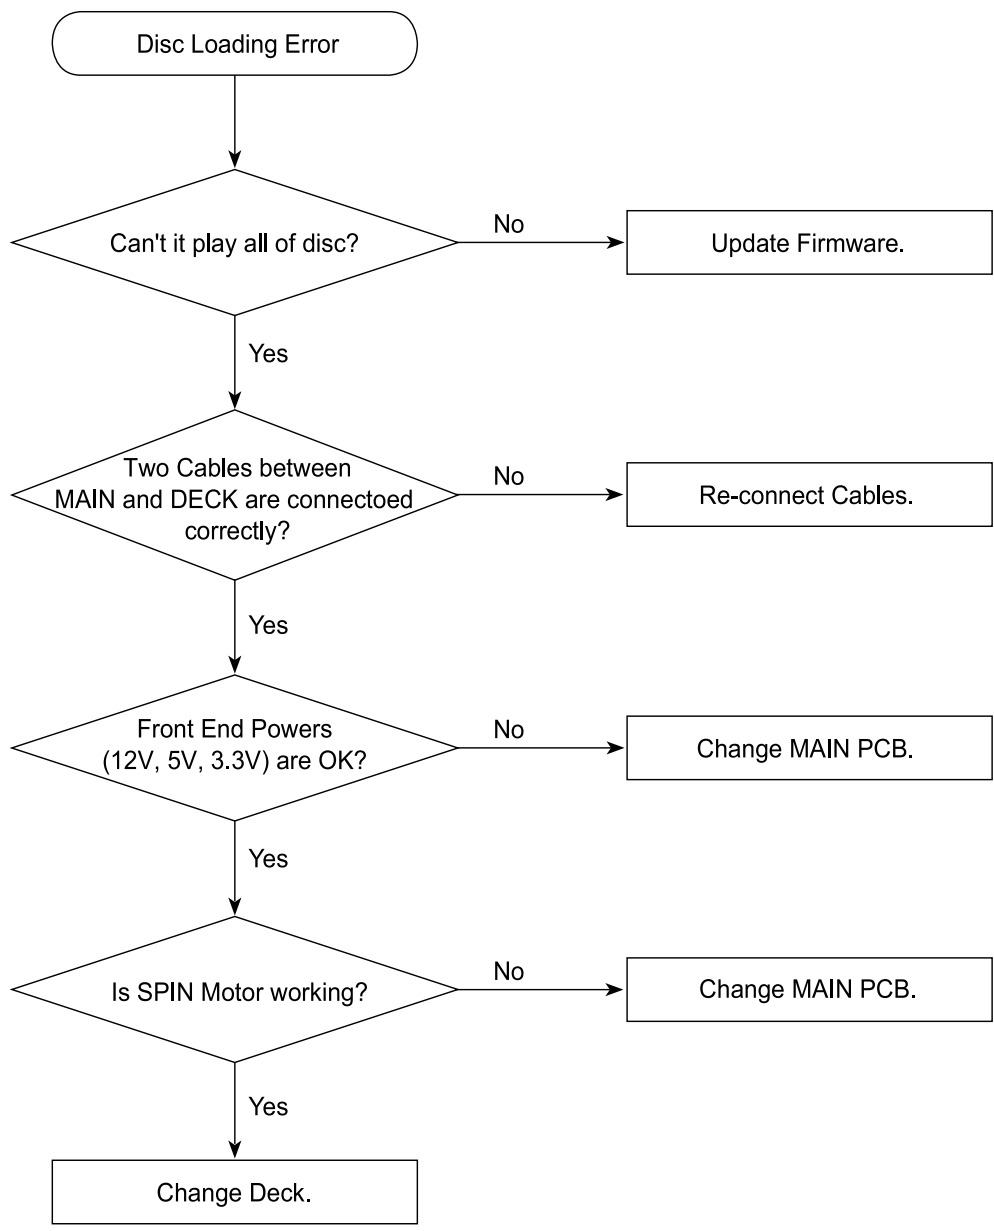 Disc Loading Error
Can't it play all of disc?
No
Update Firmware.
Yes
Two Cables between
MAIN and DECK are connectoed
correctly?
No
Re-connect Cables.
Yes
Front End Powers
(12V, 5V, 3.3V) are OK?
No
Change MAIN PCB.
Yes
Is SPIN Motor working?
No
Change MAIN PCB.
Yes
Change Deck.